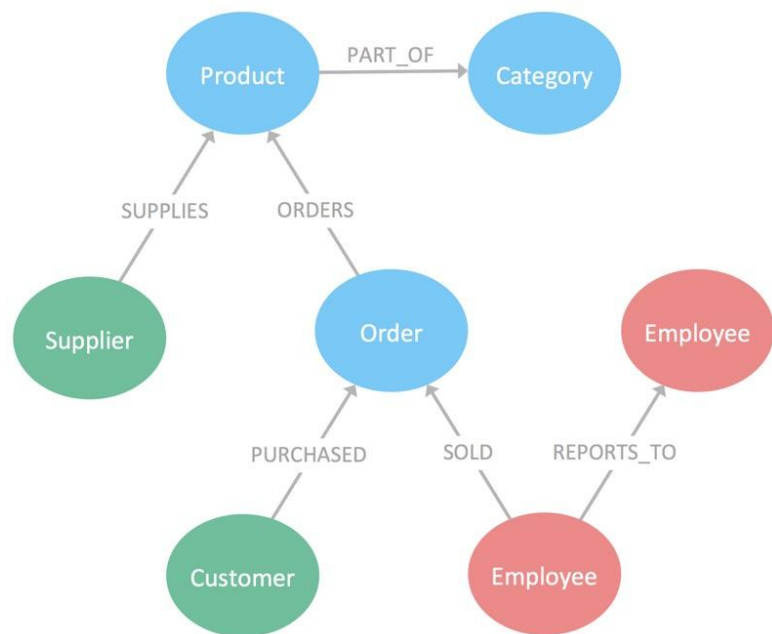 PART_OF
Product
Category
SUPPLIES
ORDERS
Supplier
Order
Employee
PURCHASED
SOLD
REPORTS_TO
Customer
Employee